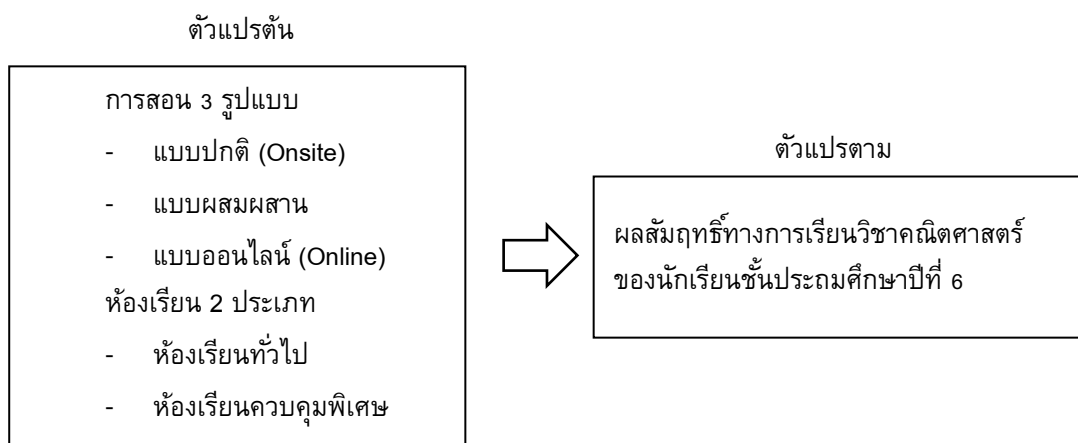 ตัวแปรต้น
การสอน 3 รูปแบบ
- แบบปกติ (Onsite)
- แบบผสมผสาน
- แบบออนไลน์ (Online)
ห้องเรียน 2 ประเภท
- ห้องเรียนทั่วไป
- ห้องเรียนควบคุมพิเศษ
ตัวแปรตาม
ผลสัมฤทธิ์ทางการเรียนวิชาคณิตศาสตร์
ของนักเรียนชั้นประถมศึกษาปีที่ 6